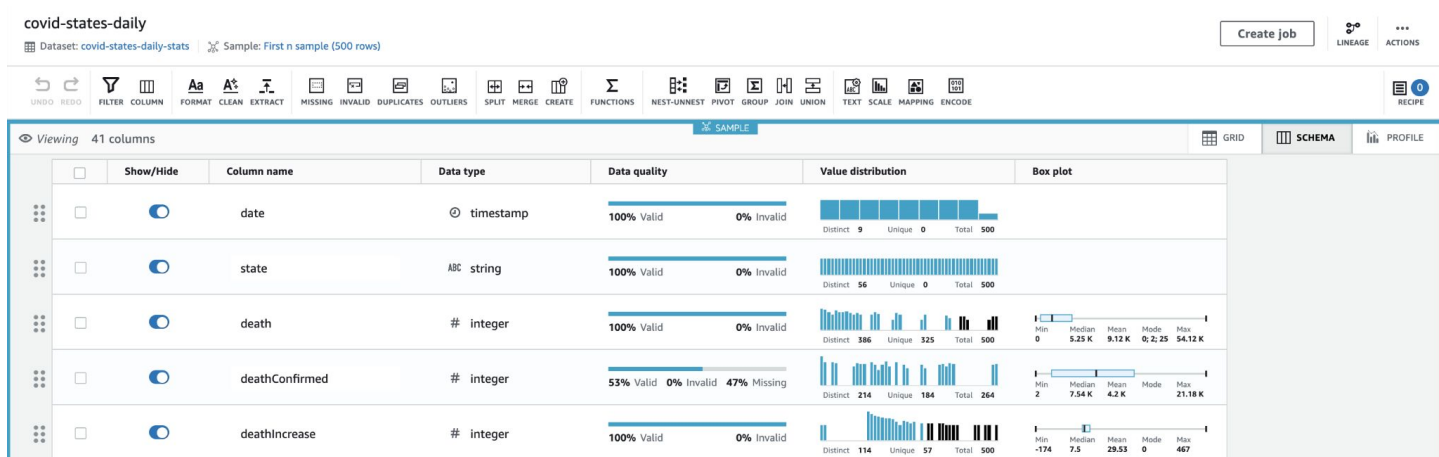 covid-states-daily
Dataset: covid-states-daily-stats Sample: First n sample (500 rows)
Create job
LINEAGE
ACTIONS
UNDO REDO FILTER COLUMN FORMAT CLEAN EXTRACT MISSING INVALID DUPLICATES OUTLIERS SPLIT MERGE CREATE FUNCTIONS NEST-UNNEST PIVOT GROUP JOIN UNION TEXT SCALE MAPPING ENCODE
0
RECIPE
Viewing 41 columns
SAMPLE
GRID SCHEMA PROFILE
Show/Hide Column name Data type Data quality Value distribution Box plot
date timestamp 100% Valid 0% Invalid
Distinct 9 Unique 0 Total 500
state ABC string 100% Valid 0% Invalid
Distinct 56 Unique 0 Total 500
death # integer 100% Valid 0% Invalid
Distinct 386 Unique 325 Total 500
Min Median Mean Mode Max
0 5.25 K 9.12 K 0; 2; 25 54.12 K
deathConfirmed # integer 53% Valid 0% Invalid 47% Missing
Distinct 214 Unique 184 Total 264
Min Median Mean Mode Max
2 7.54 K 4.2 K 21.18 K
deathIncrease # integer 100% Valid 0% Invalid
Distinct 114 Unique 57 Total 500
Min Median Mean Mode Max
-174 7.5 29.53 0 467